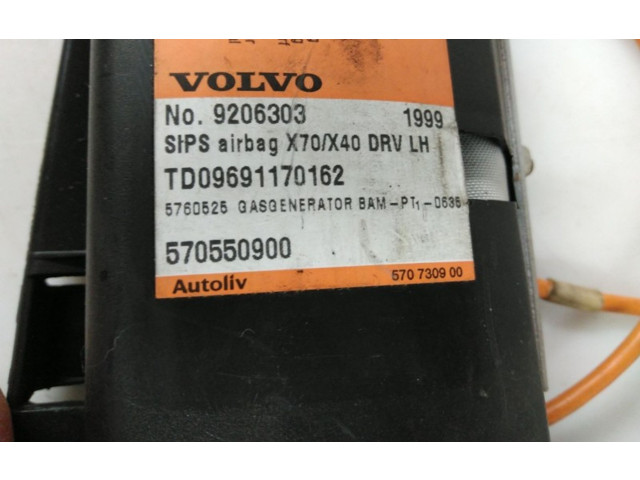 VOLVO
No. 9206303 1999
SIPS airbag X70/X40 DRV LH
TD09691170162
5760525 GASGENERATOR BAM-PT1-0635
570550900
Autoliv 570 7309 00